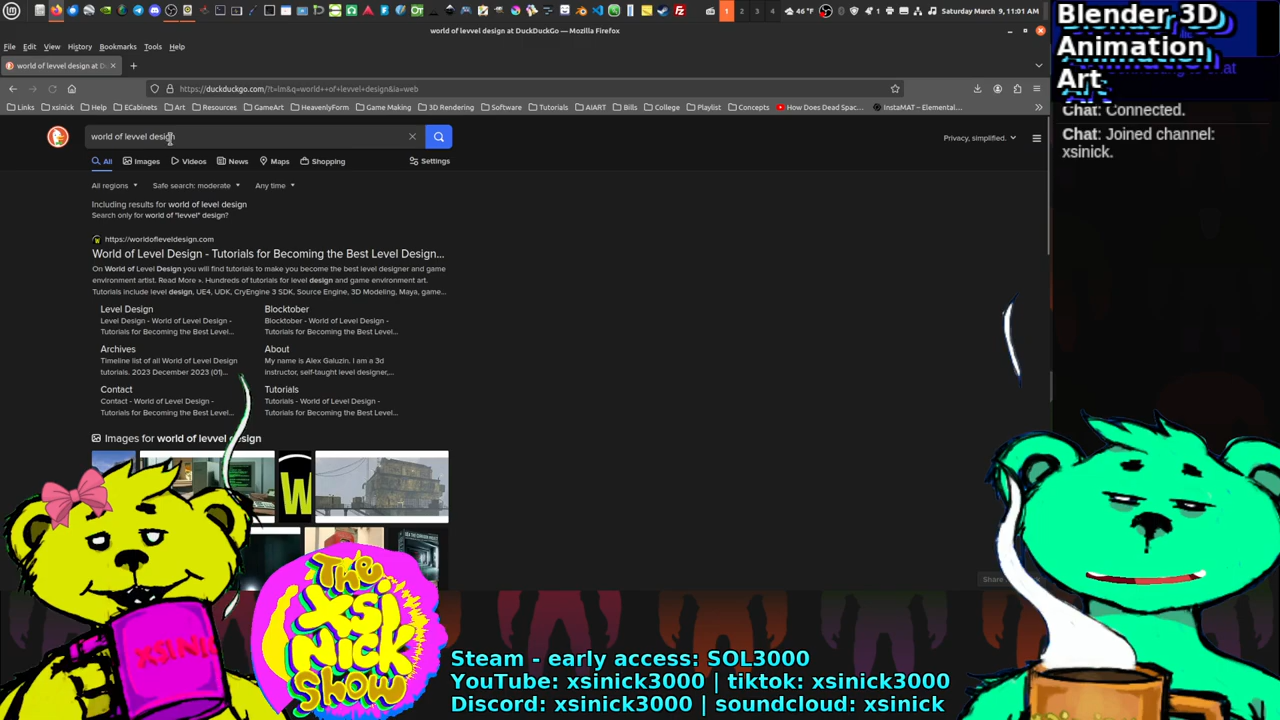 Saturday March 9, 11:01 AM
46 °F
1
2
3
4
world of levvel design at DuckDuckGo — Mozilla Firefox
File Edit View History Bookmarks Tools Help
world of levvel design at D
https://duckduckgo.com/?t=lm&q=world++of+levvel+design&ia=web
Links xsinick Help ECabinets Art Resources GameArt HeavenlyForm Making Games 3D Rendering Software Tutorials AIART Bills College Playlist Courses How Does Dead Spac... InstaMAT – Elemental...
world of levvel design
Privacy, simplified.
All Images Videos News Maps Shopping Settings
All regions Safe search: moderate Any time
Including results for world of level design
Search only for world of "levvel" design?
https://worldofleveldesign.com
World of Level Design - Tutorials for Becoming the Best Level Design...
On World of Level Design you will find tutorials to make you become the best level designer and game
environment artist. Read More ». Hundreds of tutorials for level design and game environment art.
Tutorials include level design, UE4, UDK, CryEngine 3 SDK, Source Engine, 3D Modeling, Maya, game...
Level Design
Level Design - World of Level Design -
Tutorials for Becoming the Best Level...
Blocktober
Blocktober - World of Level Design -
Tutorials for Becoming the Best Level...
Archives
Timeline list of all World of Level Design
tutorials. 2023 December 2023 (01)...
About
My name is Alex Galuzin. I am a 3d
instructor, self-taught level designer,...
Contact
Contact - World of Level Design -
Tutorials for Becoming the Best Level...
Tutorials
Tutorials - World of Level Design -
Tutorials for Becoming the Best Level...
Images for world of levvel design
W
Share
Blender 3D
Animation
Art
Chat: Connected.
Chat: Joined channel:
xsinick.
XSINIC
The
XSI
NICK
SHOW
Steam - early access: SOL3000
YouTube: xsinick3000 | tiktok: xsinick3000
Discord: xsinick3000 | soundcloud: xsinick